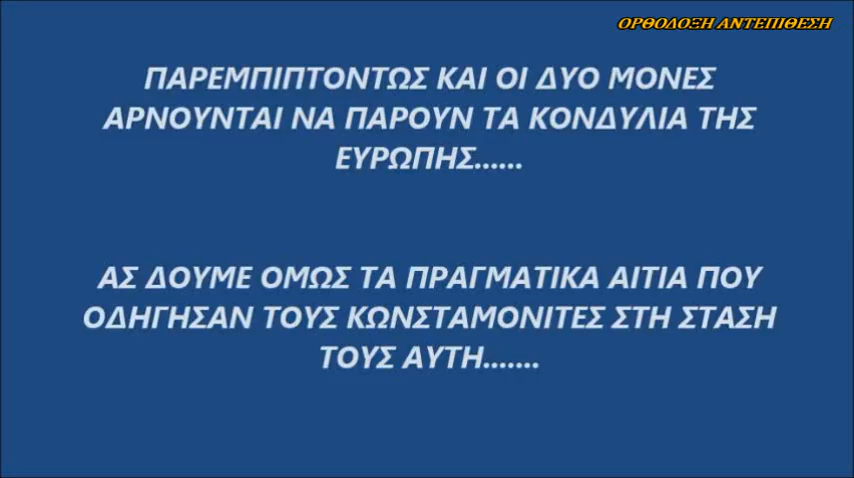 ΟΡΘΟΔΟΞΗ ΑΝΤΕΠΙΘΕΣΗ
ΠΑΡΕΜΠΙΠΤΟΝΤΩΣ ΚΑΙ ΟΙ ΔΥΟ ΜΟΝΕΣ
ΑΡΝΟΥΝΤΑΙ ΝΑ ΠΑΡΟΥΝ ΤΑ ΚΟΝΔΥΛΙΑ ΤΗΣ
ΕΥΡΩΠΗΣ......
ΑΣ ΔΟΥΜΕ ΟΜΩΣ ΤΑ ΠΡΑΓΜΑΤΙΚΑ ΑΙΤΙΑ ΠΟΥ
ΟΔΗΓΗΣΑΝ ΤΟΥΣ ΚΩΝΣΤΑΜΟΝΙΤΕΣ ΣΤΗ ΣΤΑΣΗ
ΤΟΥΣ ΑΥΤΗ.......